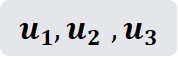 u₁, u₂ , u₃